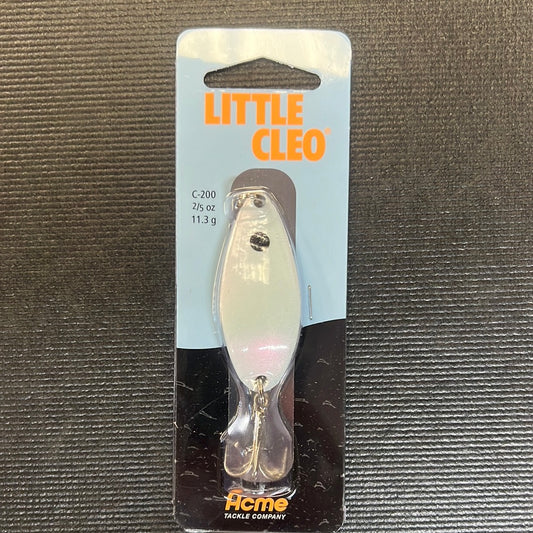 LITTLE
CLEO®
C-200
2/5 oz
11.3 g
Acme
TACKLE COMPANY